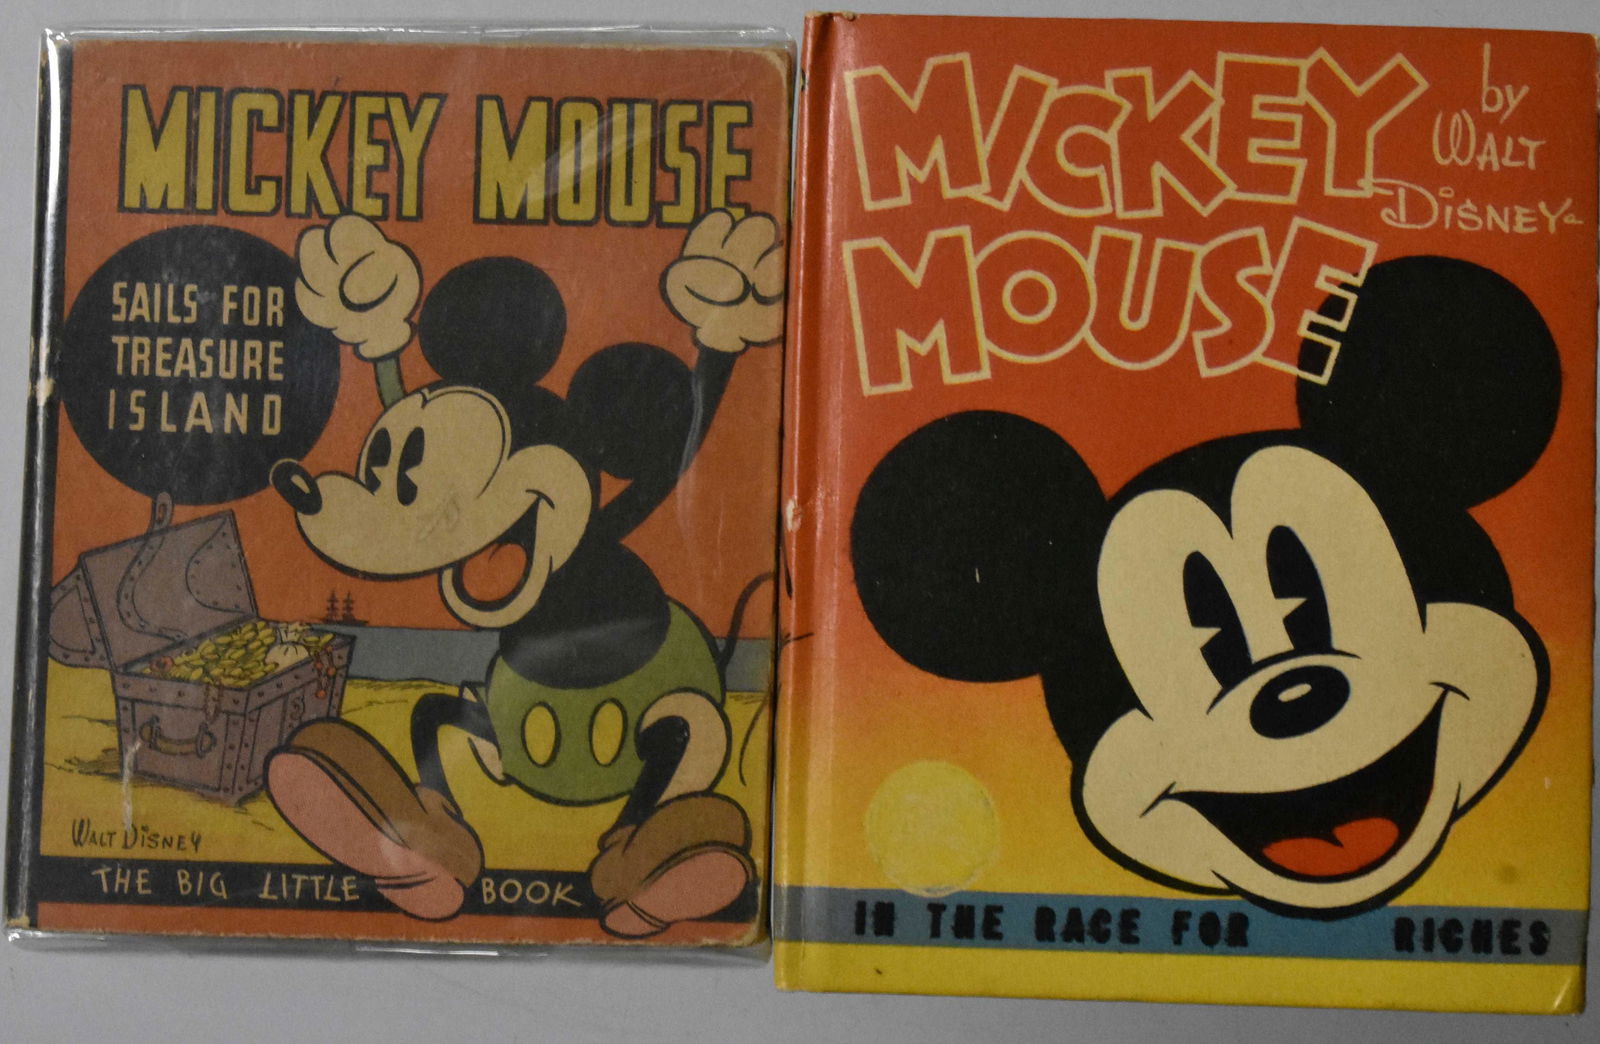 MICKEY MOUSE
SAILS FOR
TREASURE
ISLAND
WALT DISNEY
THE BIG LITTLE BOOK
MICKEY
MOUSE
by
WALT
DISNEY
IN THE RACE FOR RICHES